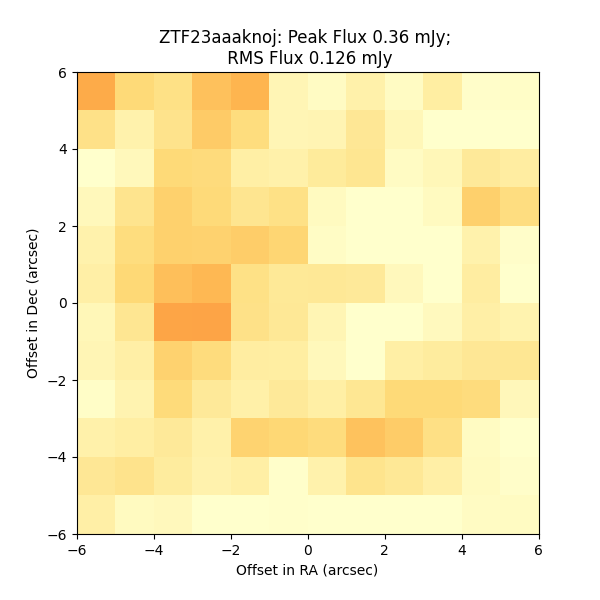 ZTF23aaaknoj: Peak Flux 0.36 mJy;
RMS Flux 0.126 mJy
6
4
2
0
−2
−4
−6
Offset in Dec (arcsec)
−6 −4 −2 0 2 4 6
Offset in RA (arcsec)